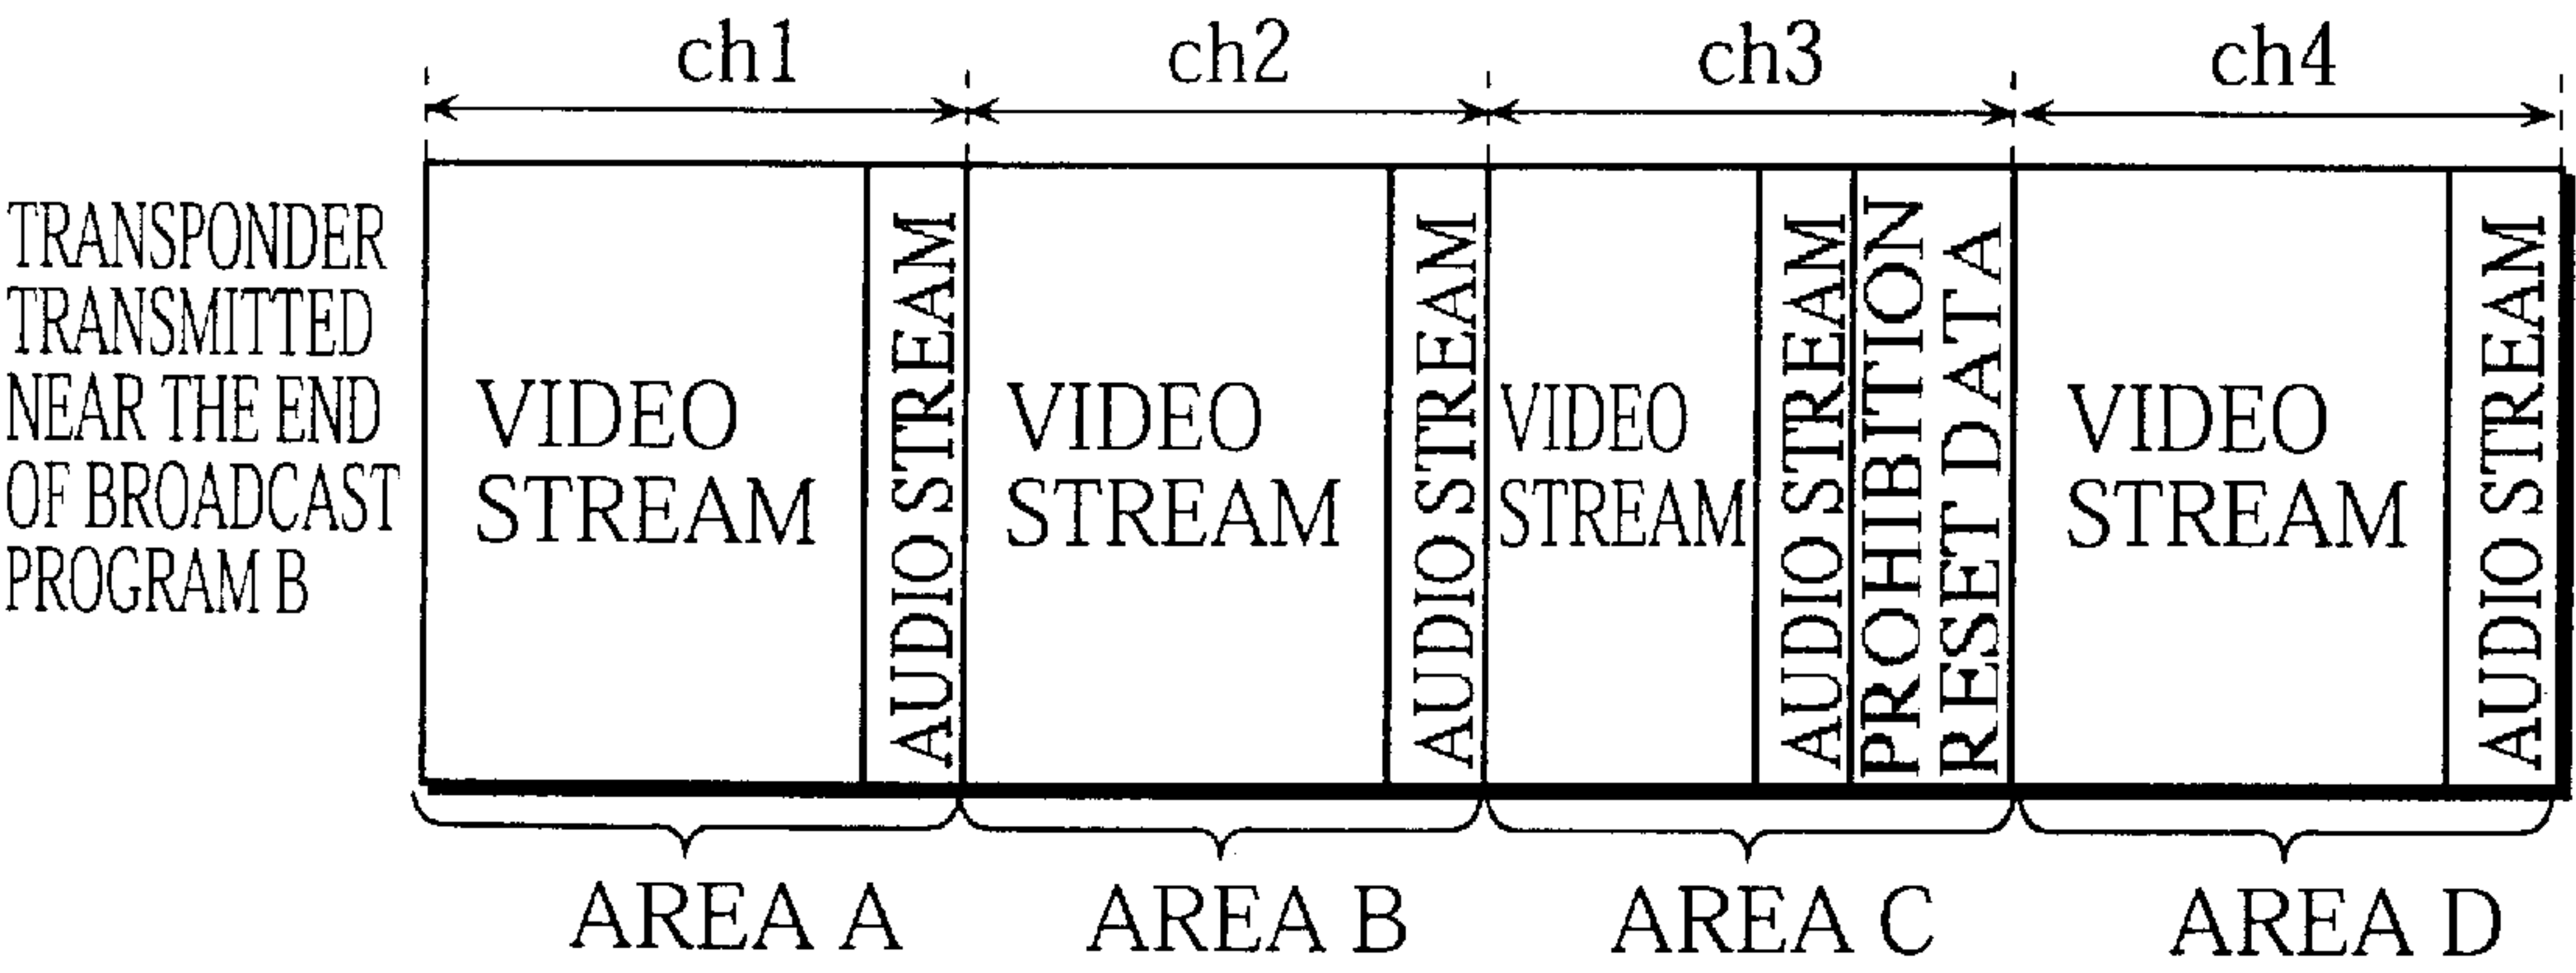 ch1
ch2
ch3
ch4
TRANSPONDER
TRANSMITTED
NEAR THE END
OF BROADCAST
PROGRAM B
VIDEO
STREAM
AUDIO STREAM
VIDEO
STREAM
AUDIO STREAM
VIDEO
STREAM
AUDIO STREAM
PROHIBITION
RESET DATA
VIDEO
STREAM
AUDIO STREAM
AREA A
AREA B
AREA C
AREA D